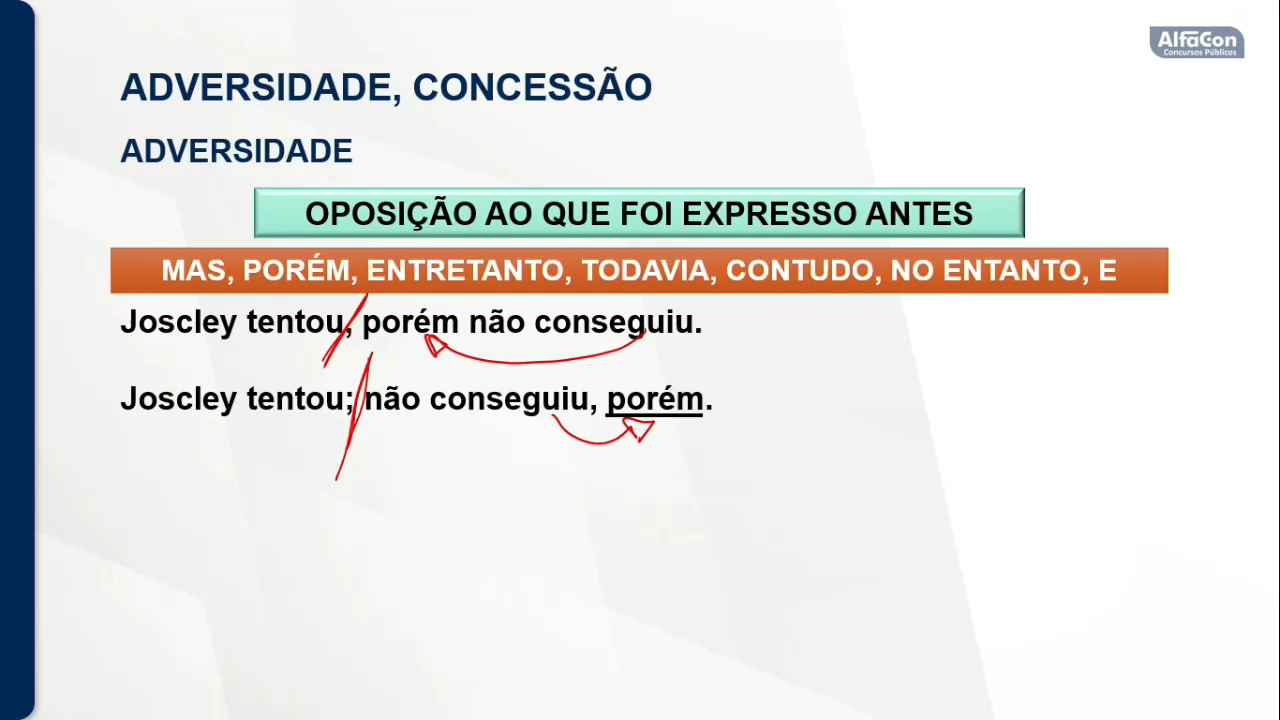 AlfaCon
Concursos Públicos
ADVERSIDADE, CONCESSÃO
ADVERSIDADE
OPOSIÇÃO AO QUE FOI EXPRESSO ANTES
MAS, PORÉM, ENTRETANTO, TODAVIA, CONTUDO, NO ENTANTO, E
Joscley tentou, porém não conseguiu.
Joscley tentou; não conseguiu, porém.